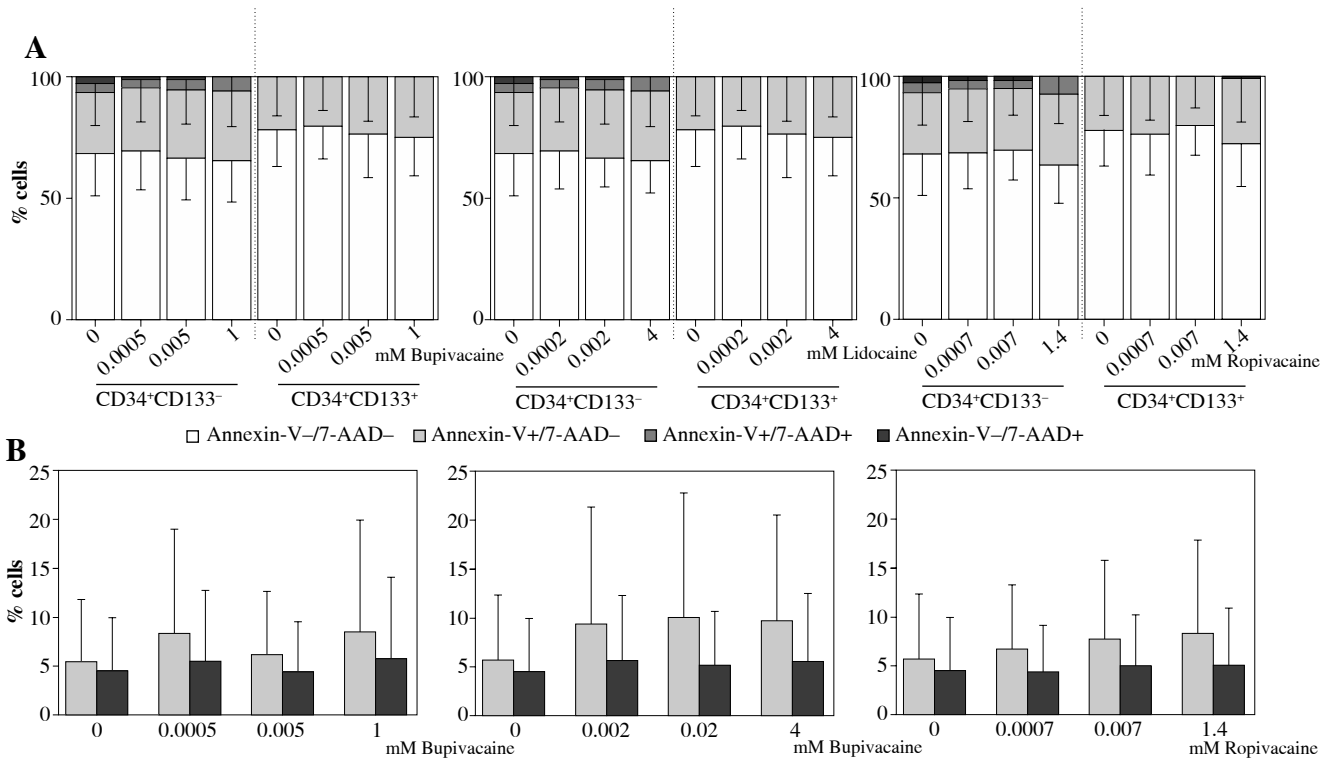 A
% cells
100
50
0
0 0.0005 0.005 1 0 0.0005 0.005 1
mM Bupivacaine
CD34⁺CD133⁻ CD34⁺CD133⁺
100
50
0
0 0.0002 0.002 4 0 0.0002 0.002 4
mM Lidocaine
CD34⁺CD133⁻ CD34⁺CD133⁺
100
50
0
0 0.0007 0.007 1.4 0 0.0007 0.007 1.4
mM Ropivacaine
CD34⁺CD133⁻ CD34⁺CD133⁺
Annexin-V–/7-AAD– Annexin-V+/7-AAD– Annexin-V+/7-AAD+ Annexin-V–/7-AAD+
B
% cells
25
20
15
10
5
0
0 0.0005 0.005 1
mM Bupivacaine
25
20
15
10
5
0
0 0.002 0.02 4
mM Bupivacaine
25
20
15
10
5
0
0 0.0007 0.007 1.4
mM Ropivacaine